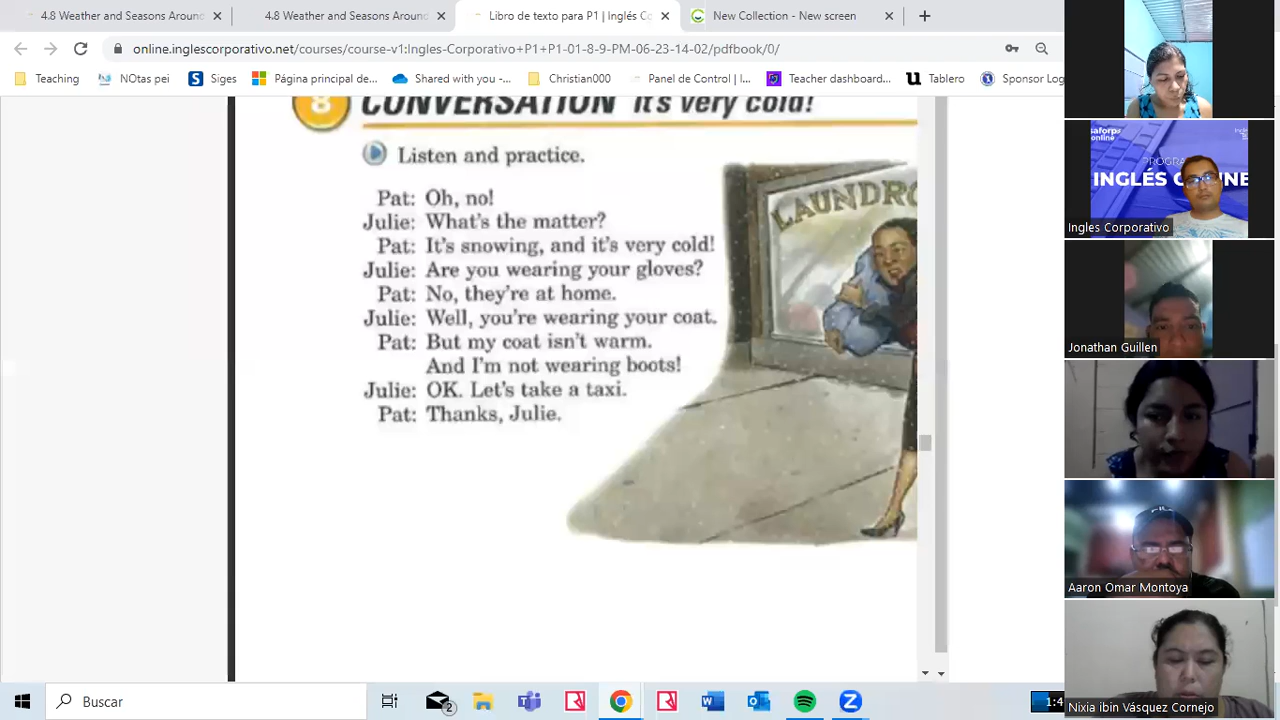 4.8 Weather and Seasons Around
4.8 Weather and Seasons Around
Libro de texto para P1 | Inglés Co
New Collection - New screen
online.inglescorporativo.net/courses/course-v1:Ingles-Corporativo+P1+P1-01-8-9-PM-06-23-14-02/pdfbook/0/
Teaching
NOtas pei
Siges
Página principal de...
Shared with you -...
Christian000
Panel de Control | I...
Teacher dashboard...
Tablero
Sponsor Log
8 CONVERSATION It's very cold!
Listen and practice.
Pat: Oh, no!
Julie: What's the matter?
Pat: It's snowing, and it's very cold!
Julie: Are you wearing your gloves?
Pat: No, they're at home.
Julie: Well, you're wearing your coat.
Pat: But my coat isn't warm.
And I'm not wearing boots!
Julie: OK. Let's take a taxi.
Pat: Thanks, Julie.
LAUNDRO
saforp
online
PROGRA
INGLÉS
Ingles Corporativo
Jonathan Guillen
Aaron Omar Montoya
Nixia ibin Vásquez Cornejo
Buscar
2
1:4